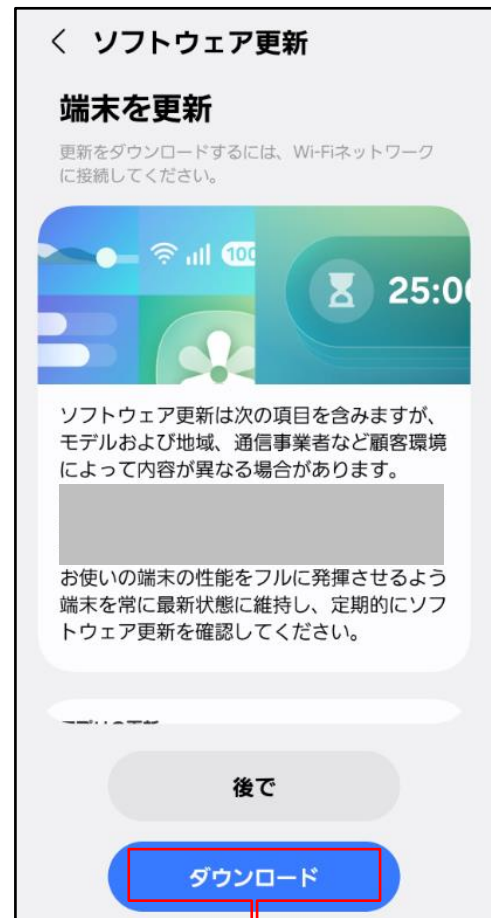 < ソフトウェア更新
端末を更新
更新をダウンロードするには、Wi-Fiネットワーク
に接続してください。
100
25:00
ソフトウェア更新は次の項目を含みますが、
モデルおよび地域、通信事業者など顧客環境
によって内容が異なる場合があります。
お使いの端末の性能をフルに発揮させるよう
端末を常に最新状態に維持し、定期的にソフ
トウェア更新を確認してください。
後で
ダウンロード